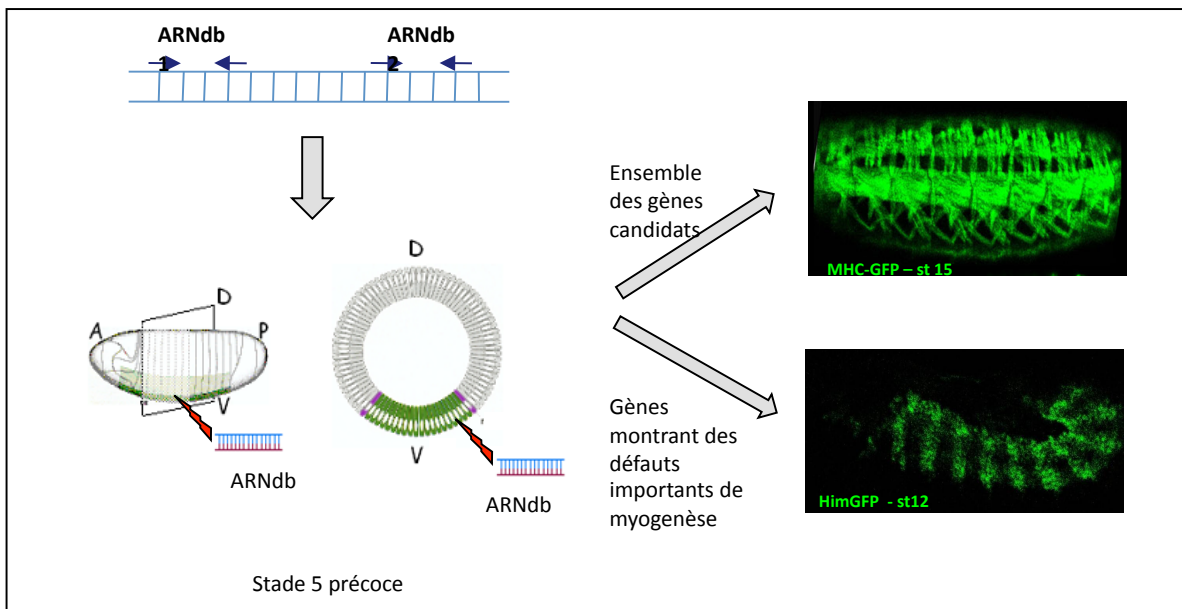 ARNdb
1
ARNdb
2
D
A
P
V
ARNdb
D
V
ARNdb
Stade 5 précoce
Ensemble
des gènes
candidats
MHC-GFP – st 15
Gènes
montrant des
défauts
importants de
myogenèse
HimGFP - st12